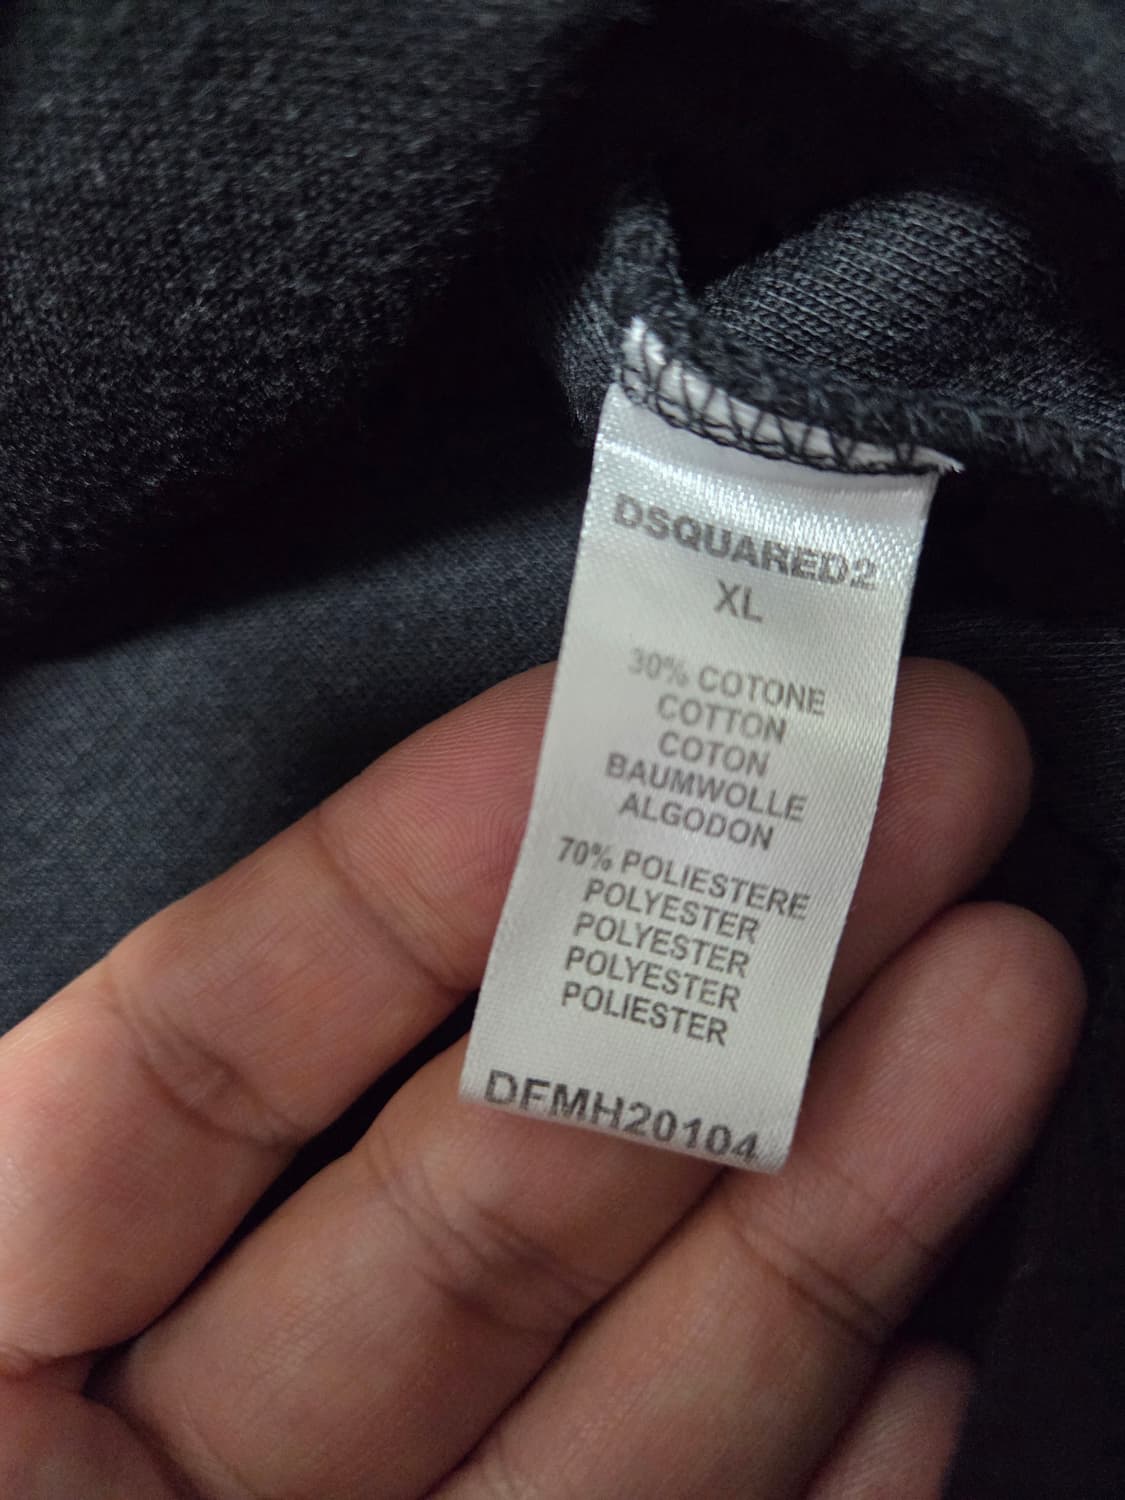 DSQUARED2
XL
30% COTONE
COTTON
COTON
BAUMWOLLE
ALGODON
70% POLIESTERE
POLYESTER
POLYESTER
POLYESTER
POLIESTER
DFMH20104